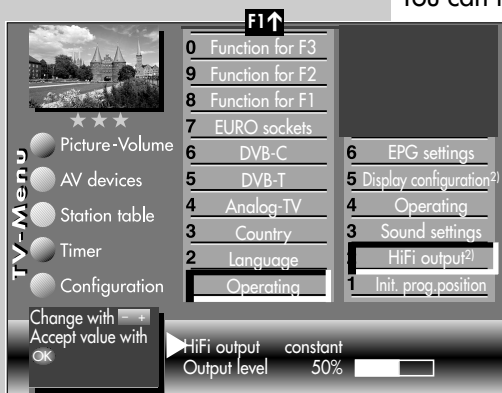 You can
F1↑
0 Function for F3
9 Function for F2
8 Function for F1
7 EURO sockets
6 DVB-C
5 DVB-T
4 Analog-TV
3 Country
2 Language
Operating
6 EPG settings
5 Display configuration2)
4 Operating
3 Sound settings
HiFi output2)
1 Init. prog.position
TV-Menu
Picture-Volume
AV devices
Station table
Timer
Configuration
Change with - +
Accept value with
OK
HiFi output constant
Output level 50%